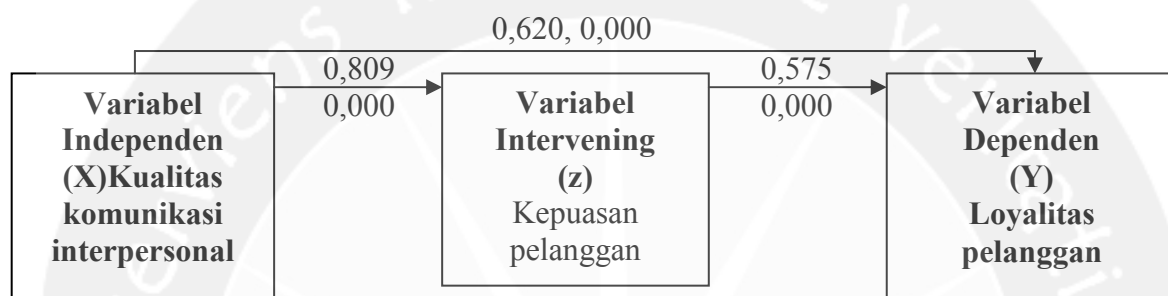 0,620, 0,000
0,809
0,000
0,575
0,000
Variabel
Independen
(X)Kualitas
komunikasi
interpersonal
Variabel
Intervening
(z)
Kepuasan
pelanggan
Variabel
Dependen
(Y)
Loyalitas
pelanggan